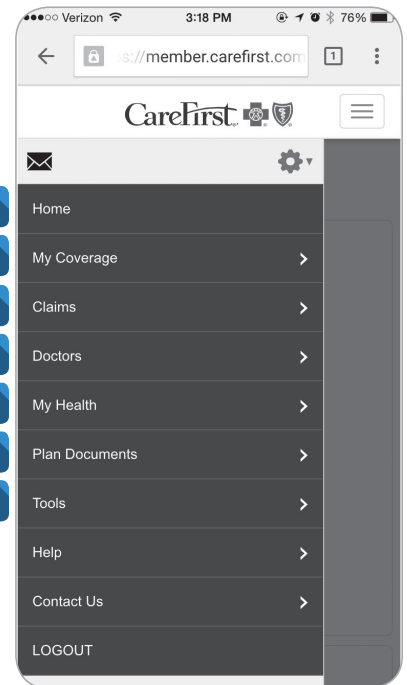 Verizon 3:18 PM 76%
s://member.carefirst.com 1
CareFirst
Home
My Coverage
Claims
Doctors
My Health
Plan Documents
Tools
Help
Contact Us
LOGOUT